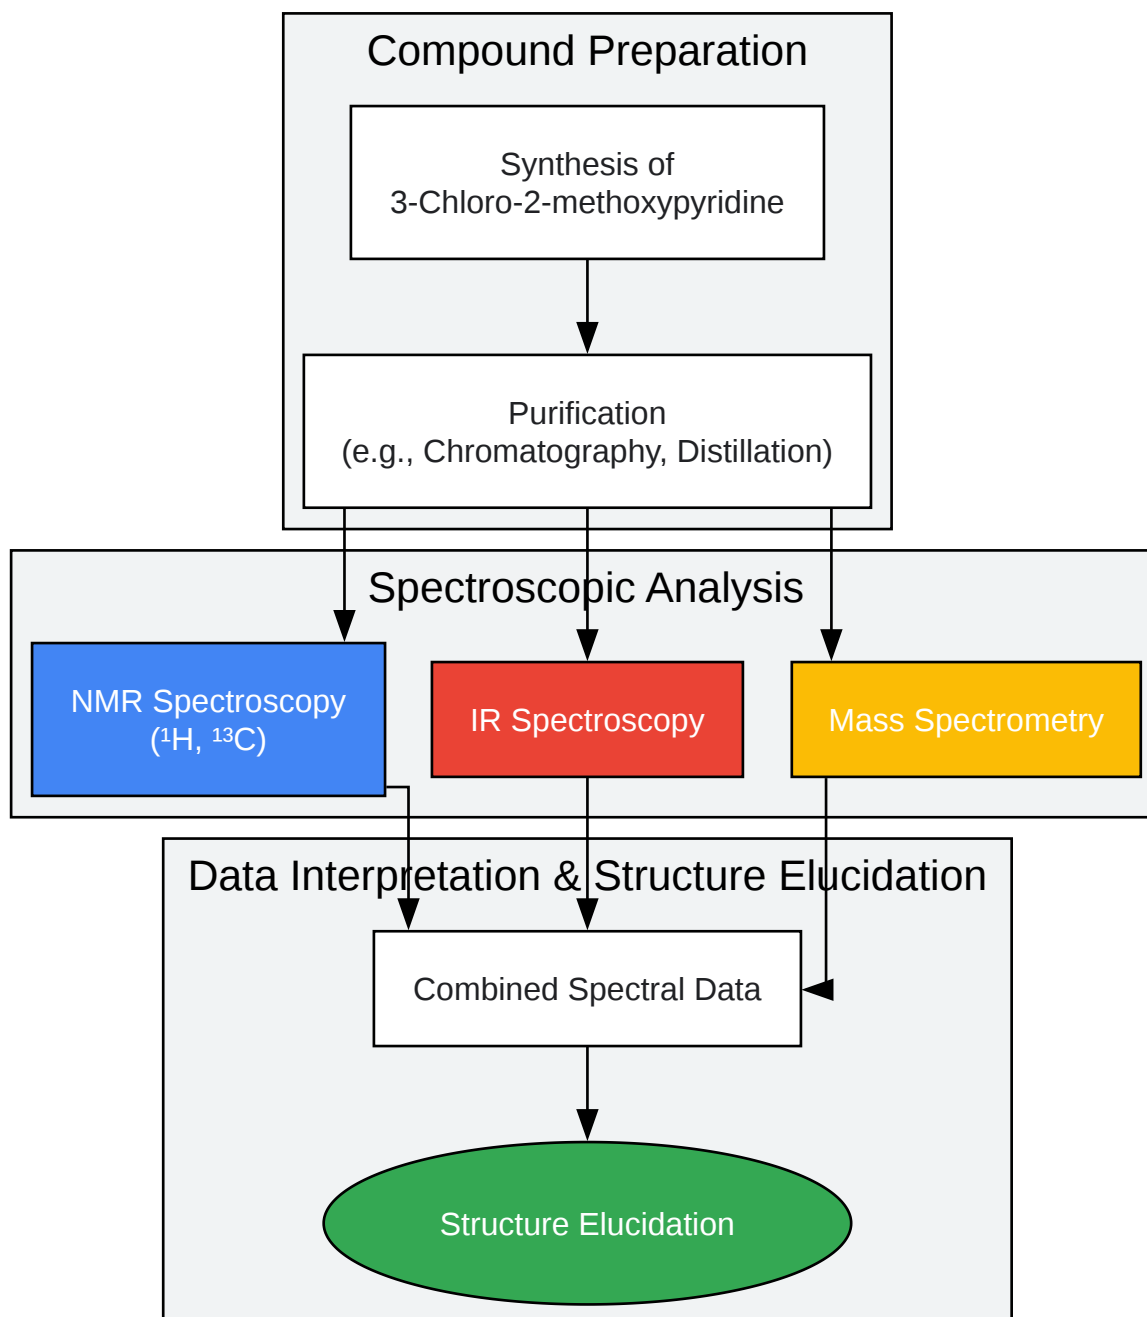 Compound Preparation
Synthesis of
3-Chloro-2-methoxypyridine
Purification
(e.g., Chromatography, Distillation)
Spectroscopic Analysis
NMR Spectroscopy
(¹H, ¹³C)
IR Spectroscopy
Mass Spectrometry
Data Interpretation & Structure Elucidation
Combined Spectral Data
Structure Elucidation